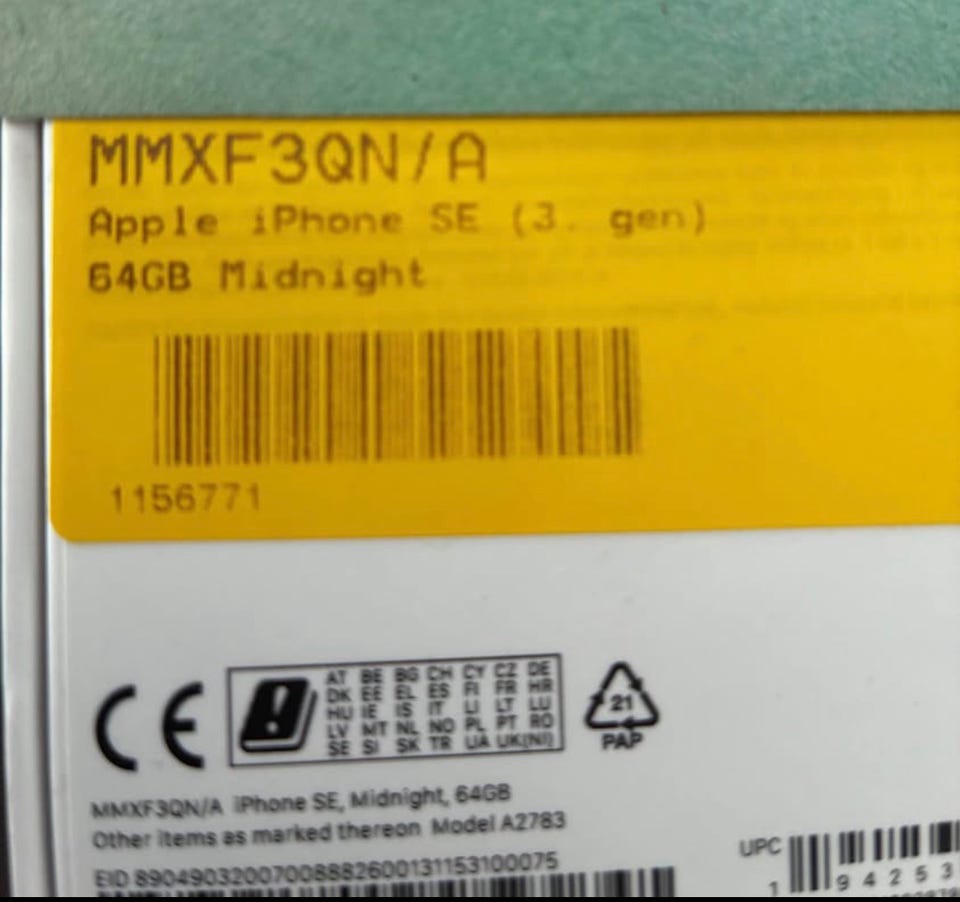 MMXF3QN/A
Apple iPhone SE (3. gen)
64GB Midnight
1156771
CE
AT BE BG CH CY CZ DE
DK EE EL ES FI FR HR
HU IE IS IT LI LT LU
LV MT NL NO PL PT RO
SE SI SK TR UA UK(NI)
21
PAP
MMXF3QN/A iPhone SE, Midnight, 64GB
Other items as marked thereon Model A2783
EID 89049032007008882600131153100075
UPC
1 94253